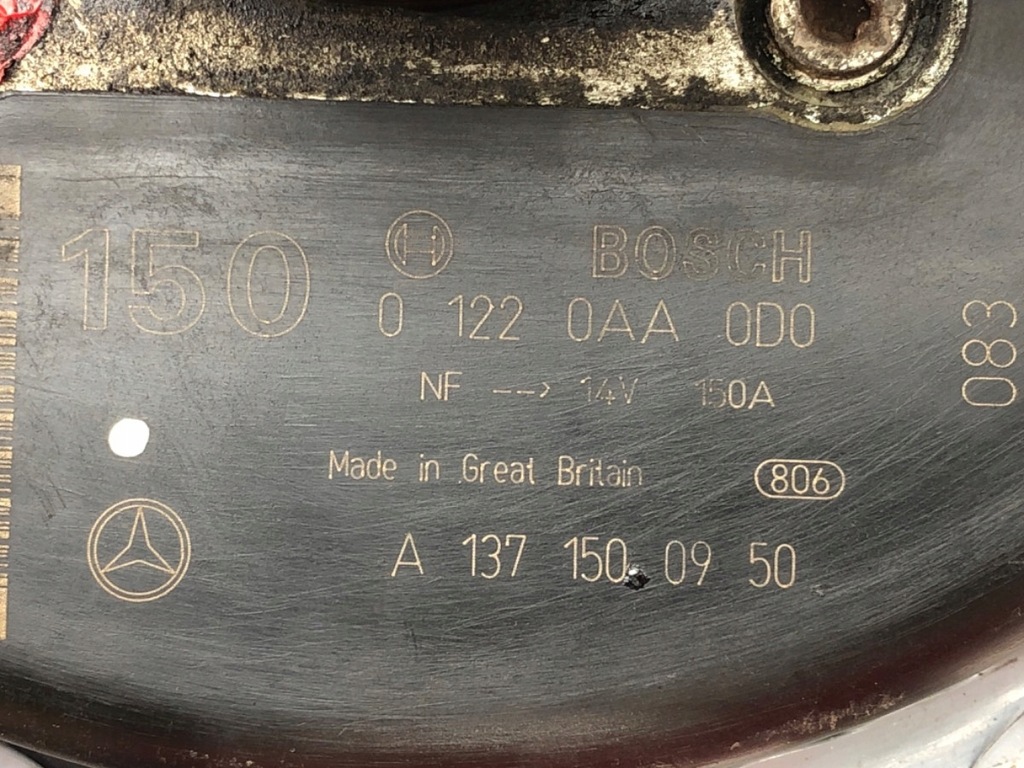 150
BOSCH
0 122 0AA 0D0
NF --> 14V 150A
Made in Great Britain
806
A 137 150 09 50
083